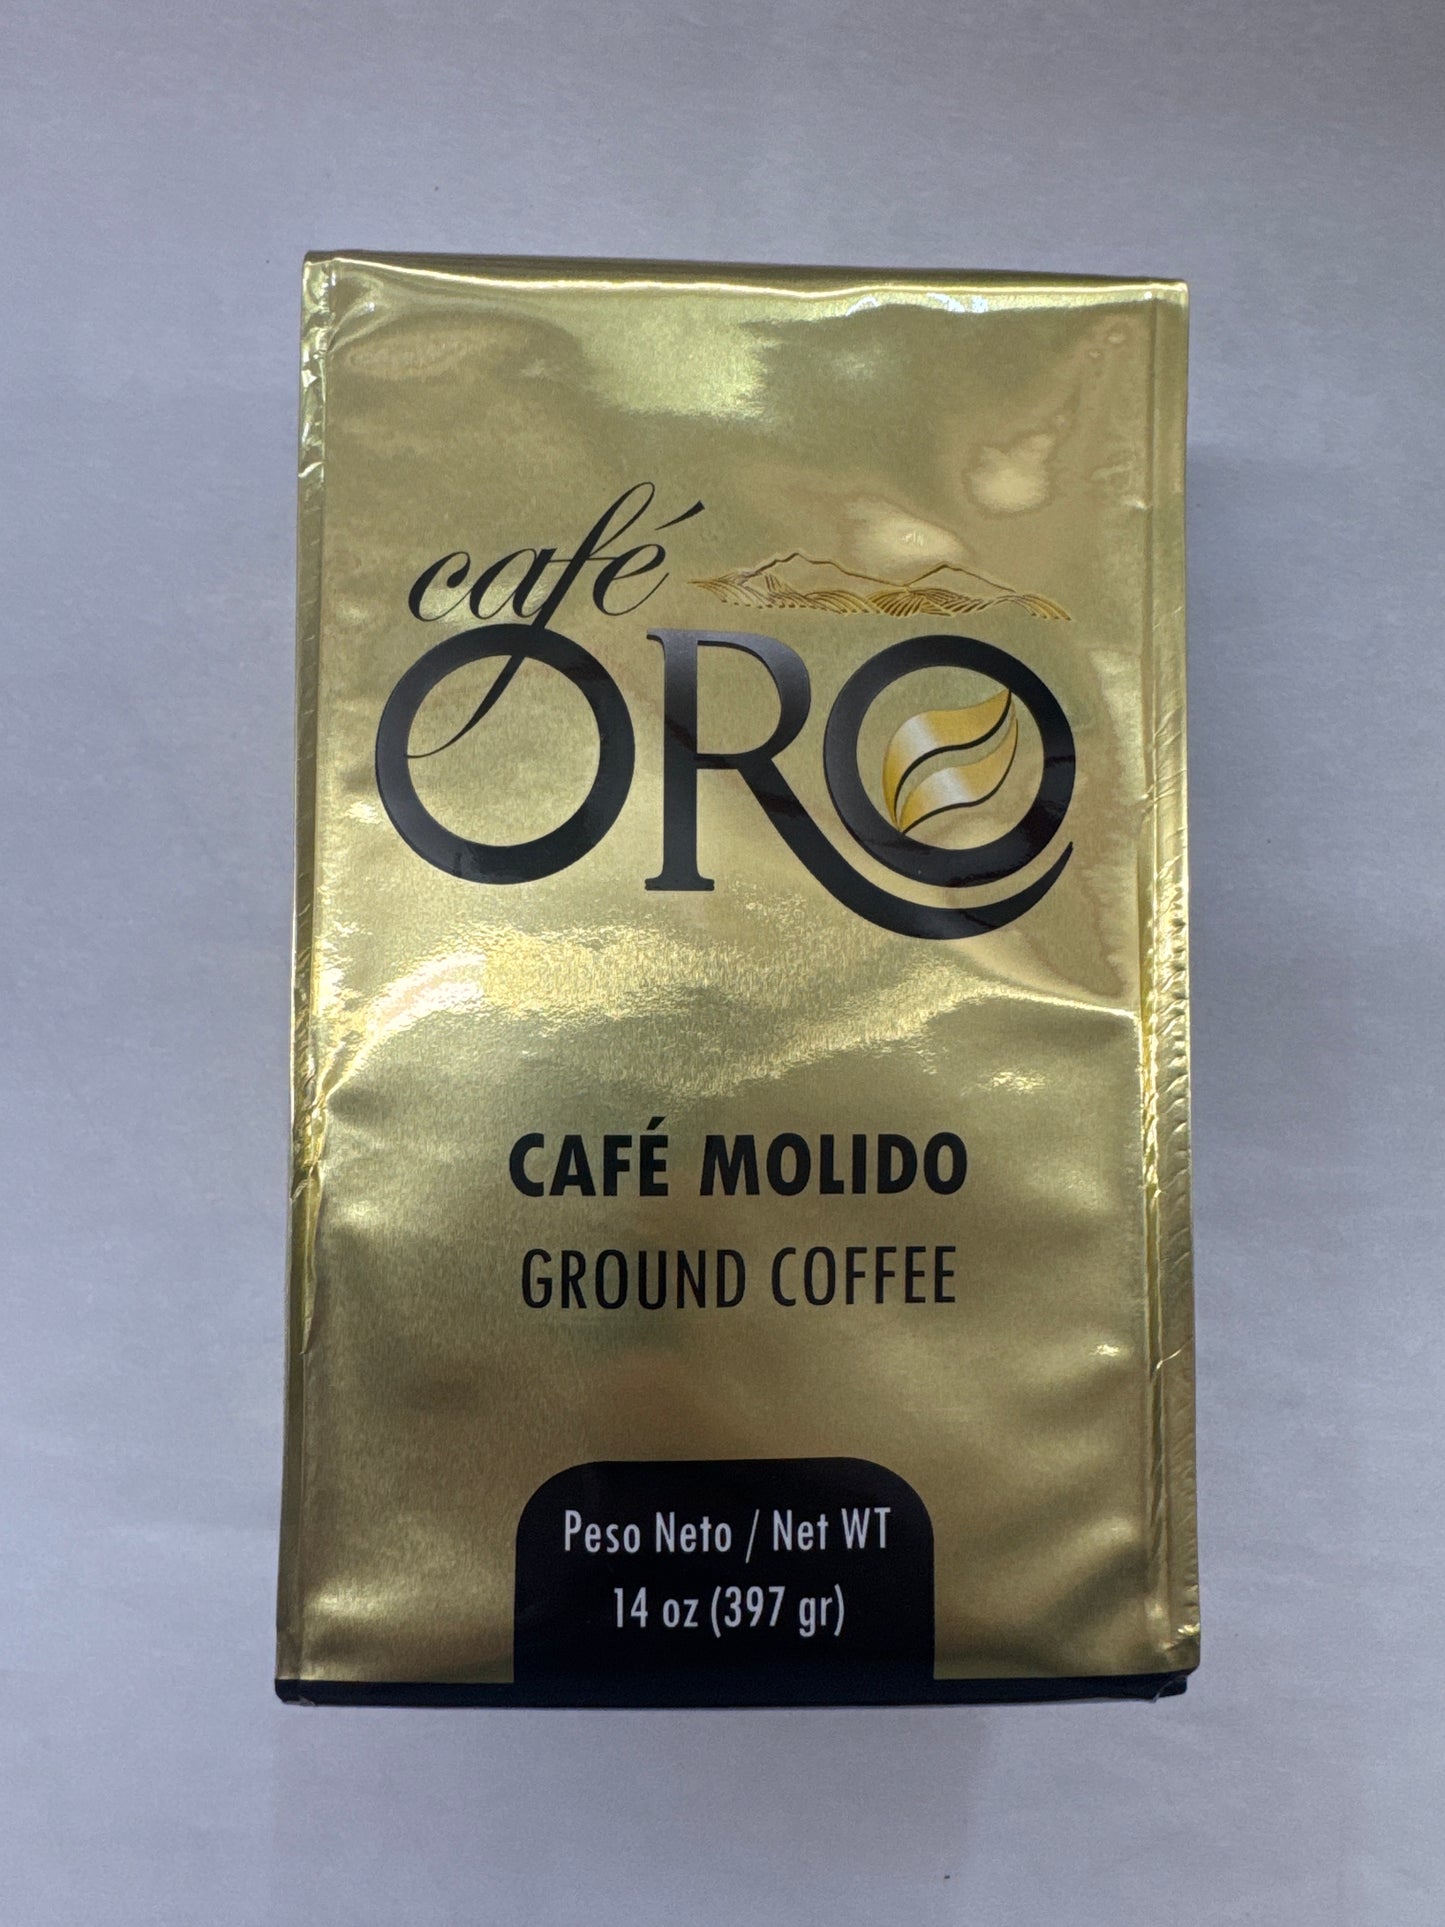 café
ORO
CAFÉ MOLIDO
GROUND COFFEE
Peso Neto / Net WT
14 oz (397 gr)